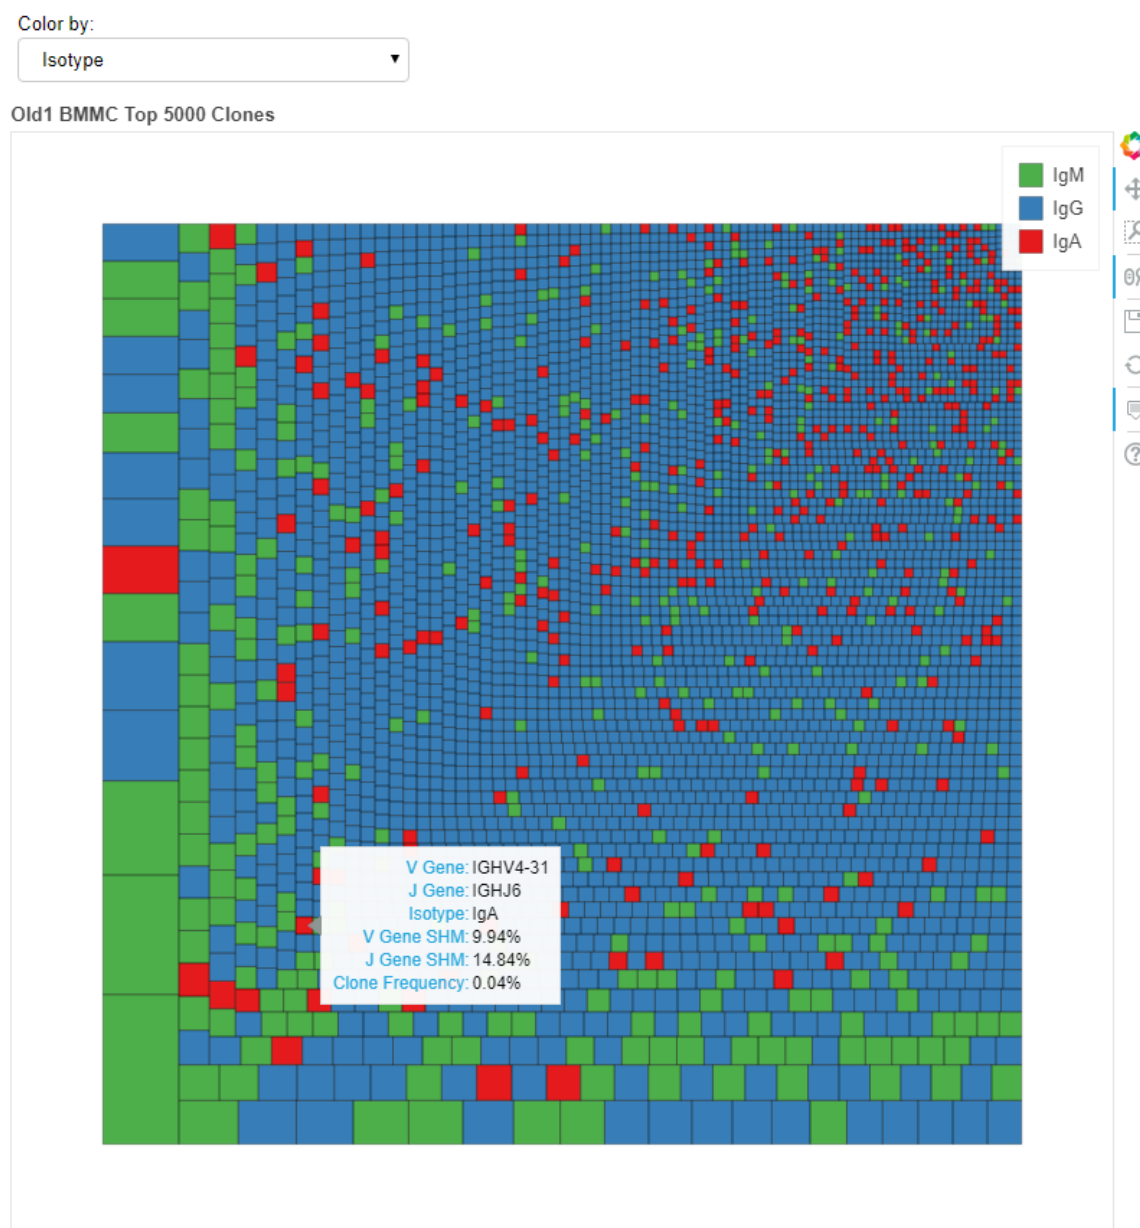 Color by:
Isotype
Old1 BMMC Top 5000 Clones
IgM
IgG
IgA
V Gene: IGHV4-31
J Gene: IGHJ6
Isotype: IgA
V Gene SHM: 9.94%
J Gene SHM: 14.84%
Clone Frequency: 0.04%